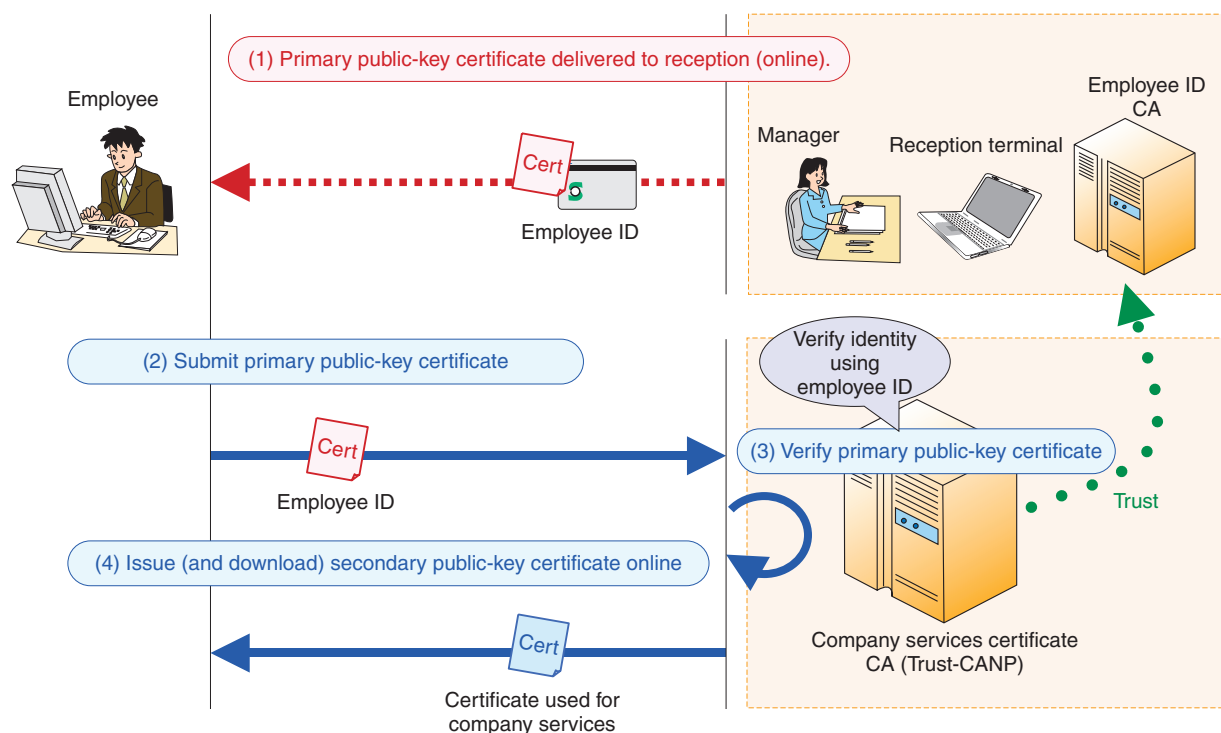 (1) Primary public-key certificate delivered to reception (online).
Employee
Employee ID
CA
Manager
Reception terminal
Cert
Employee ID
(2) Submit primary public-key certificate
Verify identity
using
employee ID
(3) Verify primary public-key certificate
Cert
Employee ID
Trust
(4) Issue (and download) secondary public-key certificate online
Cert
Company services certificate
CA (Trust-CANP)
Certificate used for
company services